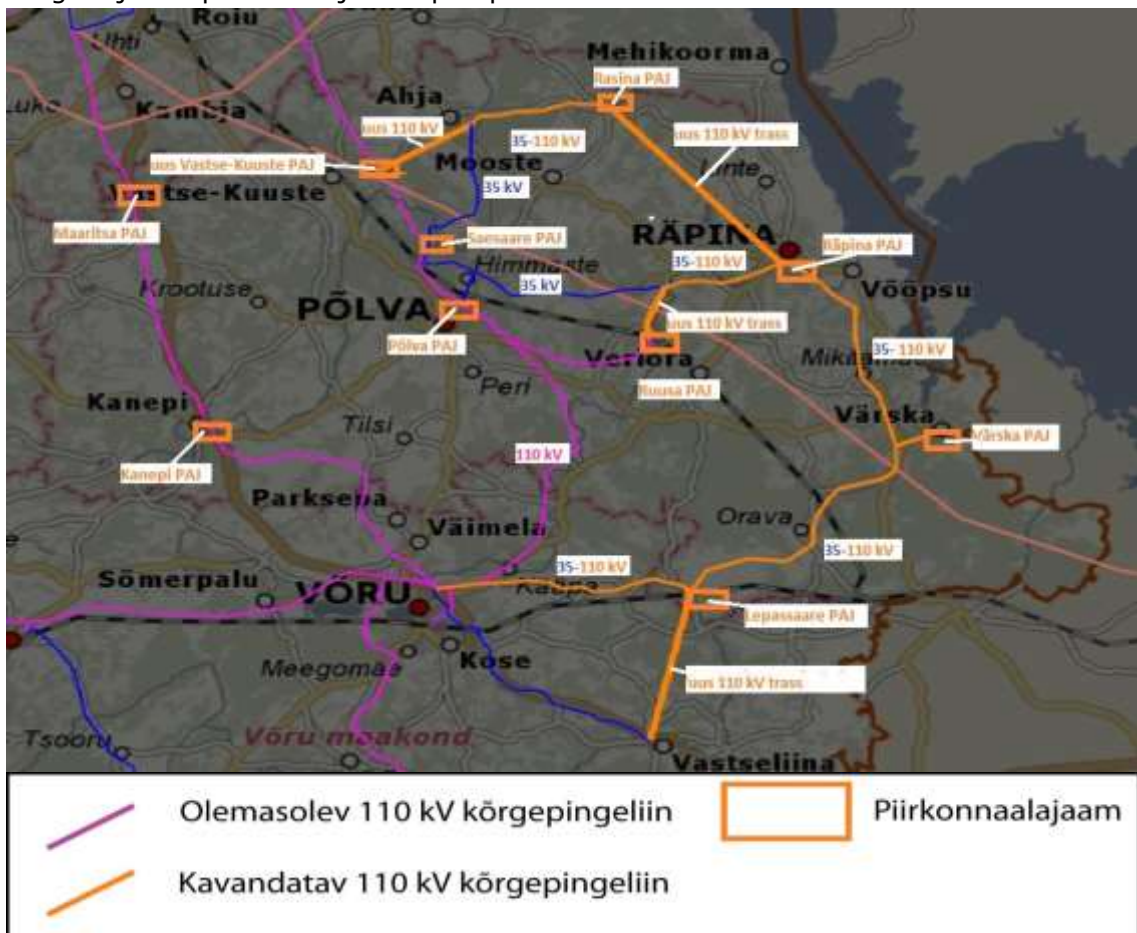 Roiu
Uhti
Mehikoorma
Rasina PAJ
Luke
Kambja
Ahja
uus 110 kV
35-110 kV
uus 110 kV trass
uus Vastse-Kuuste PAJ
Mooste
Linte
Vastse-Kuuste
35 kV
Maaritsa PAJ
Saesaare PAJ
RÄPINA
Räpina PAJ
35-110 kV
Himmaste
35 kV
Krootuse
Võõpsu
PÕLVA
uus 110 kV trass
Põlva PAJ
Veriora
35-110 kV
Peri
Ruusa PAJ
Kanepi
Värska
Tilsi
Värska PAJ
110 kV
Kanepi PAJ
Parksepa
Orava
Väimela
35-110 kV
35-110 kV
Sõmerpalu
VÕRU
Kääpa
Lepassaare PAJ
Kose
Meegomäe
uus 110 kV trass
Tsooru
Võru maakond
Vastseliina
Olemasolev 110 kV kõrgepingeliin
Piirkonnaalajaam
Kavandatav 110 kV kõrgepingeliin